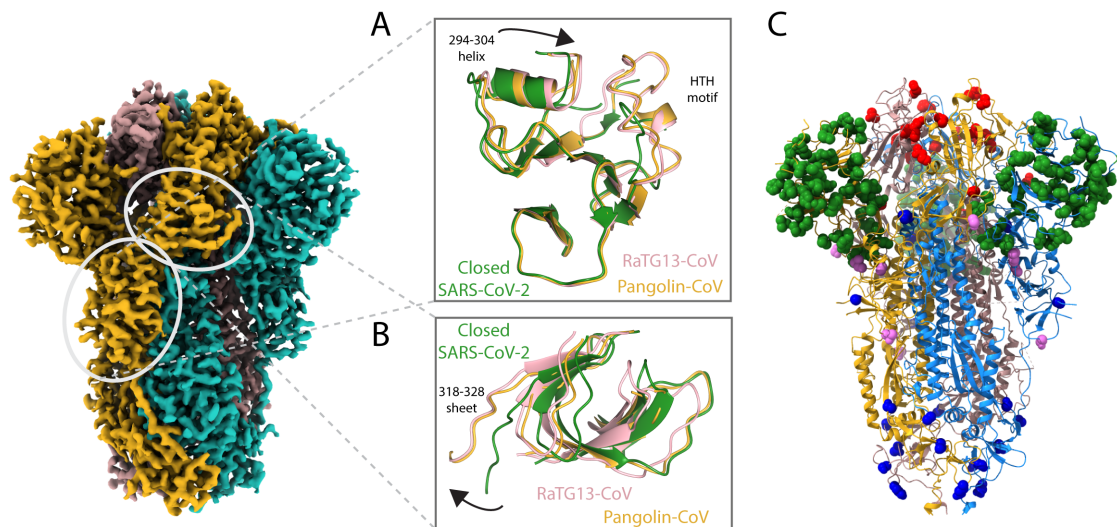 A
294-304
helix
HTH
motif
Closed
SARS-CoV-2
RaTG13-CoV
Pangolin-CoV
B
Closed
SARS-CoV-2
318-328
sheet
RaTG13-CoV
Pangolin-CoV
C